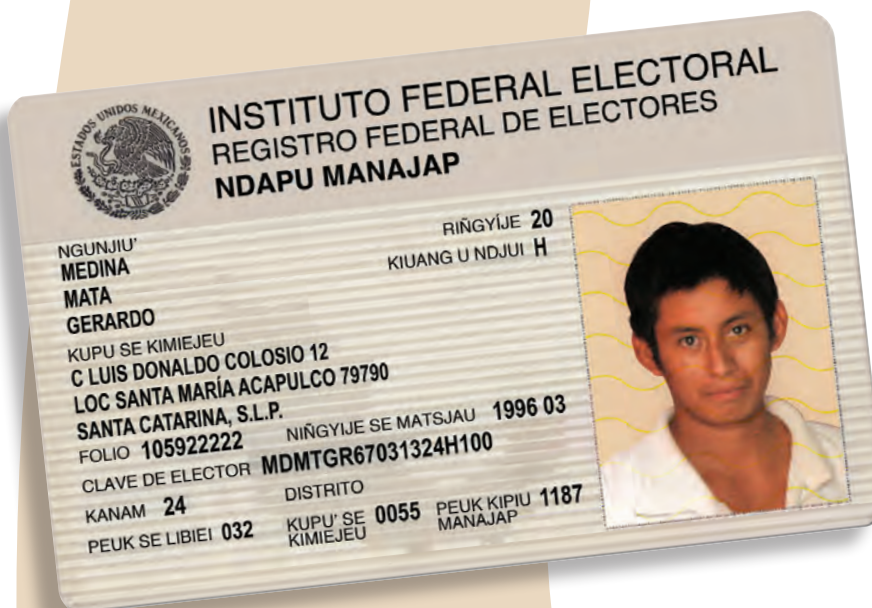 ESTADOS UNIDOS MEXICANOS
INSTITUTO FEDERAL ELECTORAL
REGISTRO FEDERAL DE ELECTORES
NDAPU MANAJAP
NGUNJIU'
MEDINA
MATA
GERARDO
RIÑGYÍJE 20
KIUANG U NDJUI H
KUPU SE KIMIEJEU
C LUIS DONALDO COLOSIO 12
LOC SANTA MARÍA ACAPULCO 79790
SANTA CATARINA, S.L.P.
FOLIO 105922222 NIÑGYIJE SE MATSJAU 1996 03
CLAVE DE ELECTOR MDMTGR67031324H100
KANAM 24 DISTRITO
PEUK SE LIBIEI 032 KUPU' SE KIMIEJEU 0055 PEUK KIPIU MANAJAP 1187